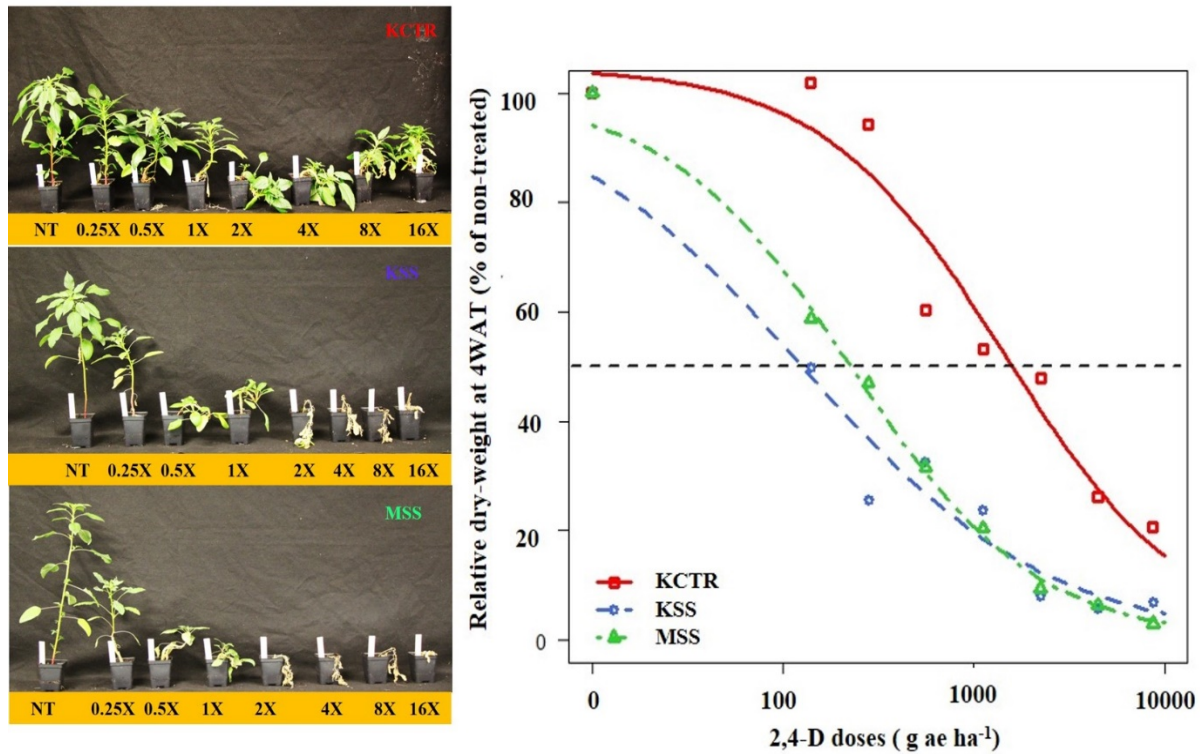 KCTR
NT 0.25X 0.5X 1X 2X 4X 8X 16X
KSS
NT 0.25X 0.5X 1X 2X 4X 8X 16X
MSS
NT 0.25X 0.5X 1X 2X 4X 8X 16X
Relative dry-weight at 4WAT (% of non-treated)
100
80
60
40
20
0
KCTR
KSS
MSS
0 100 1000 10000
2,4-D doses ( g ae ha⁻¹)